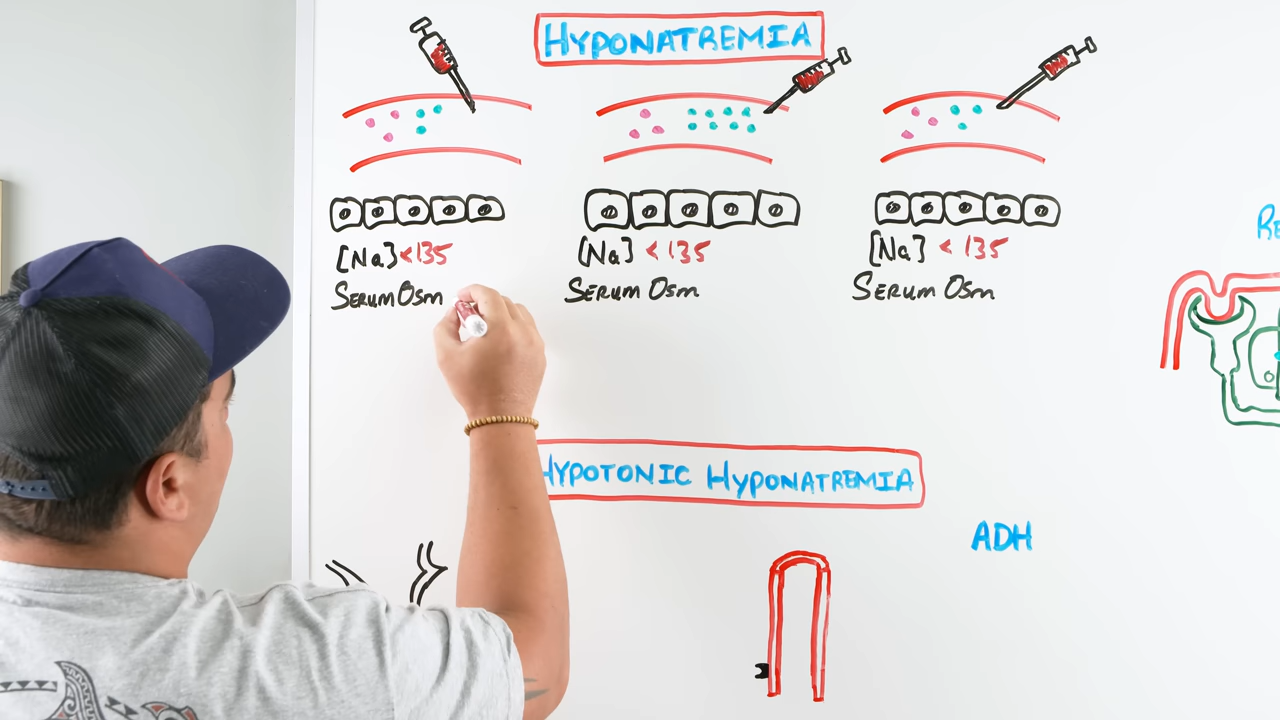 HYPONATREMIA
[Na] < 135
SERUM OSM
[Na] < 135
SERUM OSM
[Na] < 135
SERUM OSM
HYPOTONIC HYPONATREMIA
ADH